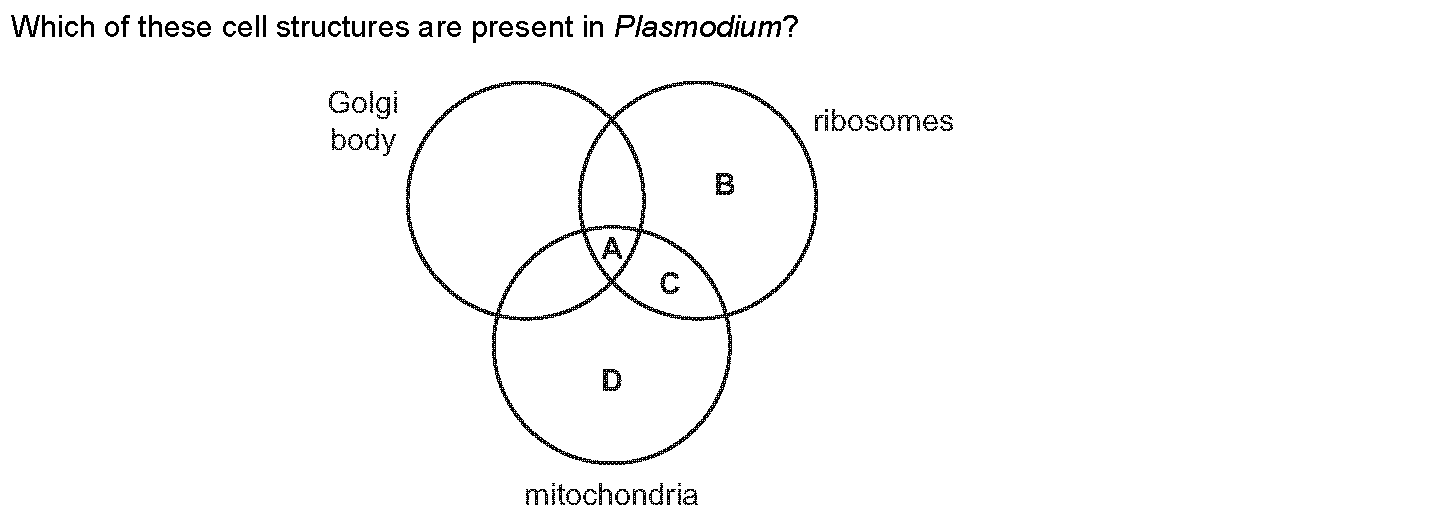 Which of these cell structures are present in Plasmodium?
Golgi
body
ribosomes
B
A
C
D
mitochondria